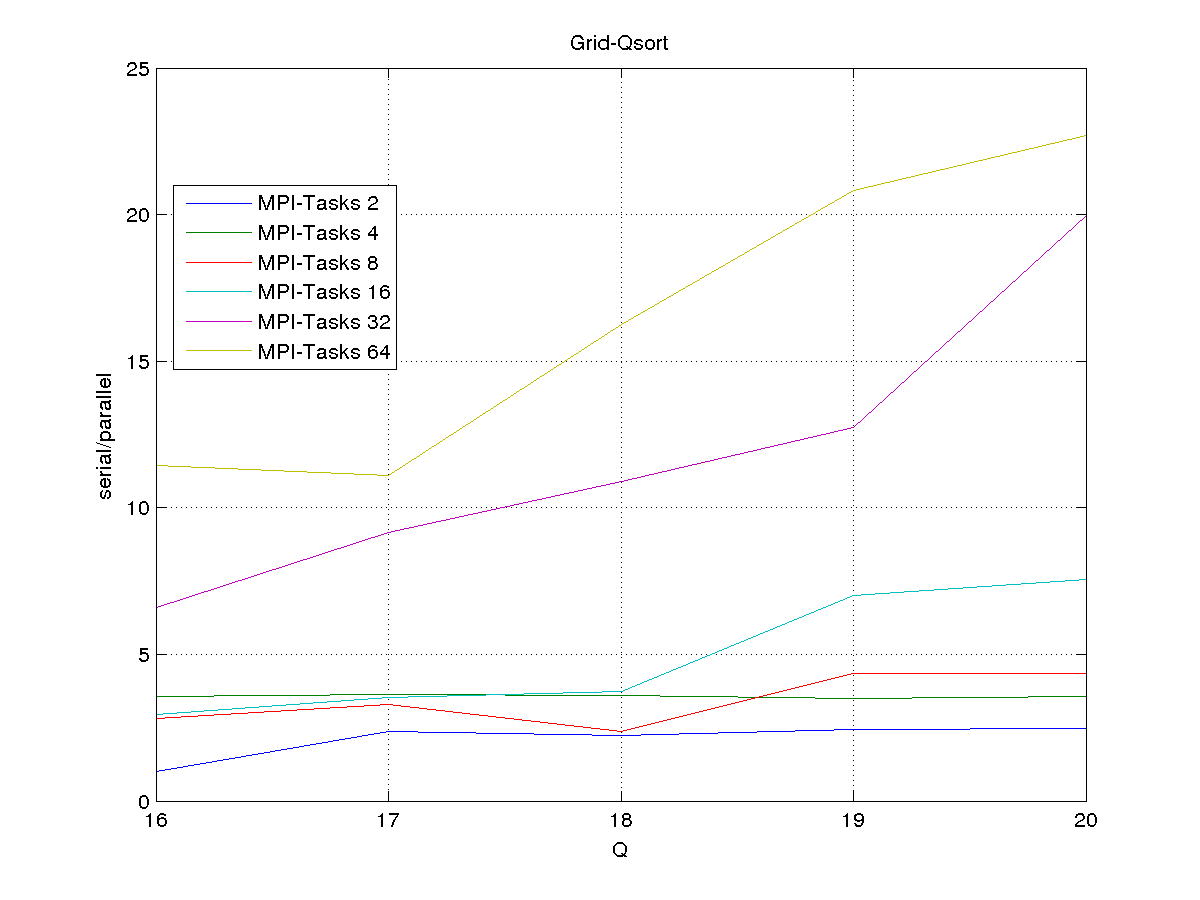 Grid-Qsort
25
20
15
10
5
0
serial/parallel
MPI-Tasks 2
MPI-Tasks 4
MPI-Tasks 8
MPI-Tasks 16
MPI-Tasks 32
MPI-Tasks 64
16 17 18 19 20
Q